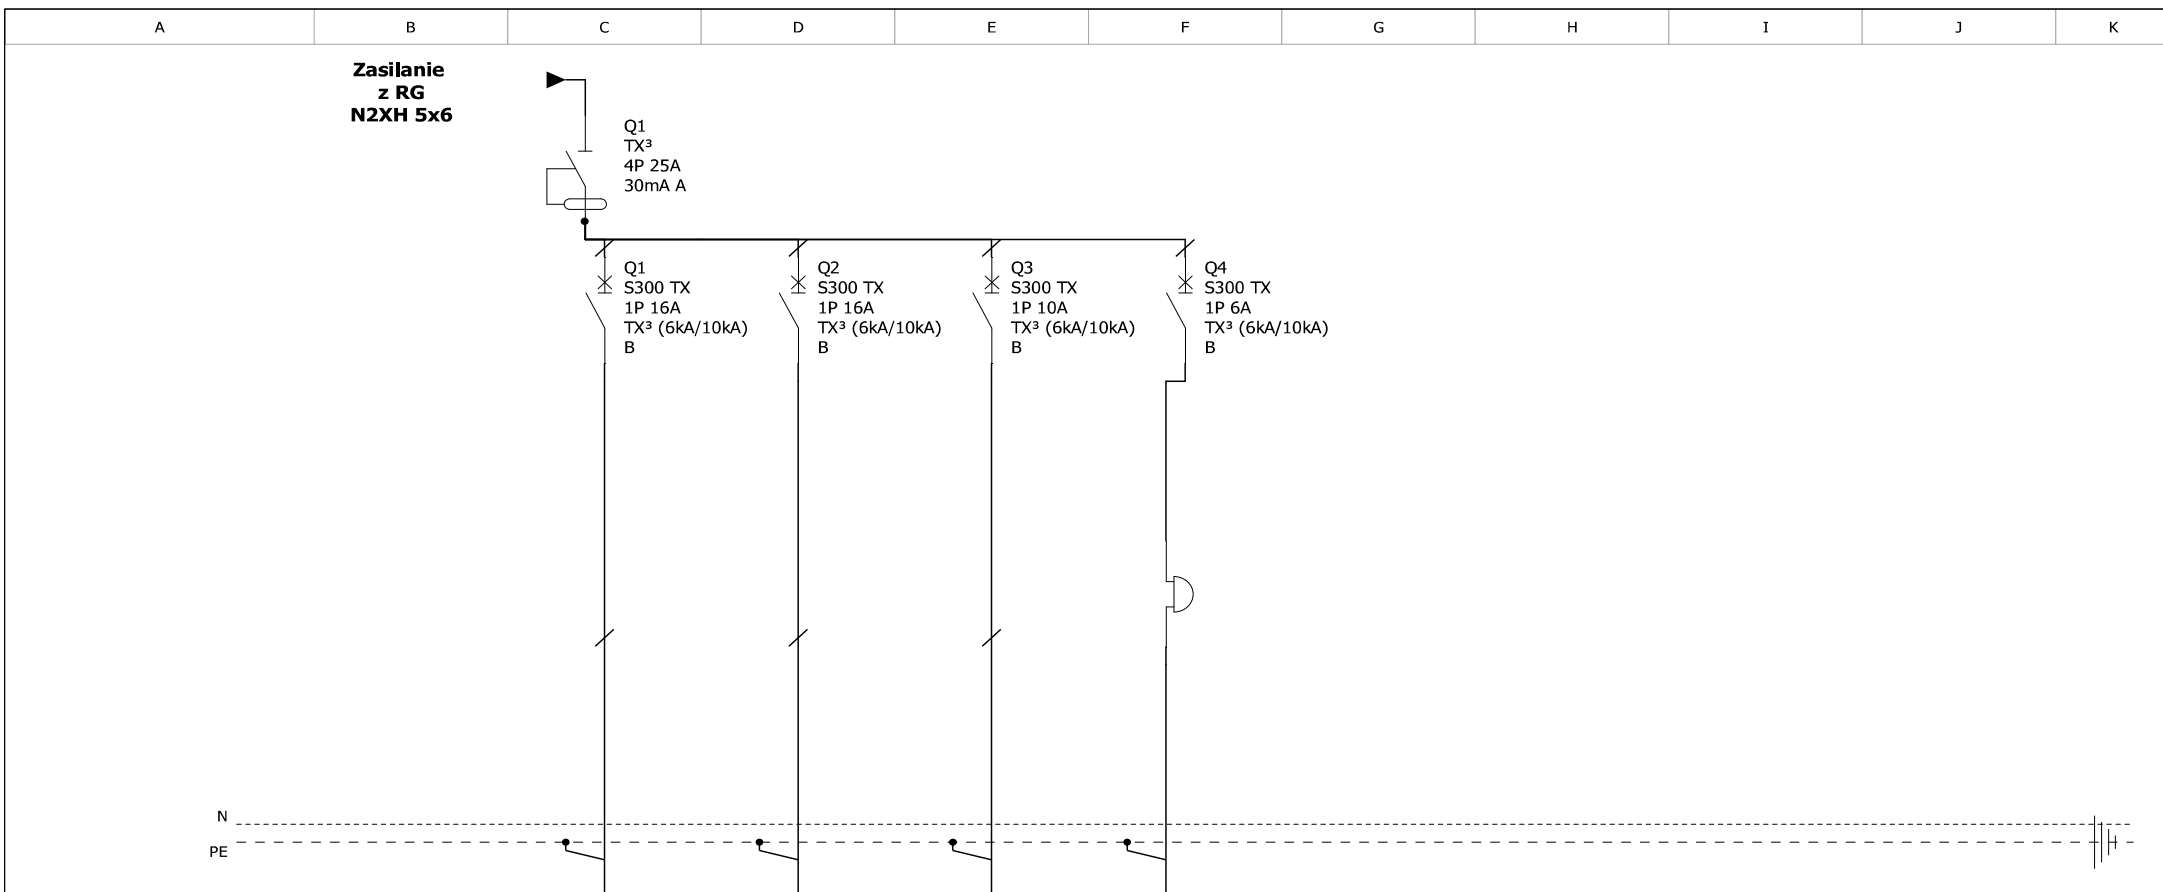 A B C D E F G H I J K
Zasilanie
z RG
N2XH 5x6
Q1
TX³
4P 25A
30mA A
Q1
S300 TX
1P 16A
TX³ (6kA/10kA)
B
Q2
S300 TX
1P 16A
TX³ (6kA/10kA)
B
Q3
S300 TX
1P 10A
TX³ (6kA/10kA)
B
Q4
S300 TX
1P 6A
TX³ (6kA/10kA)
B
N
PE